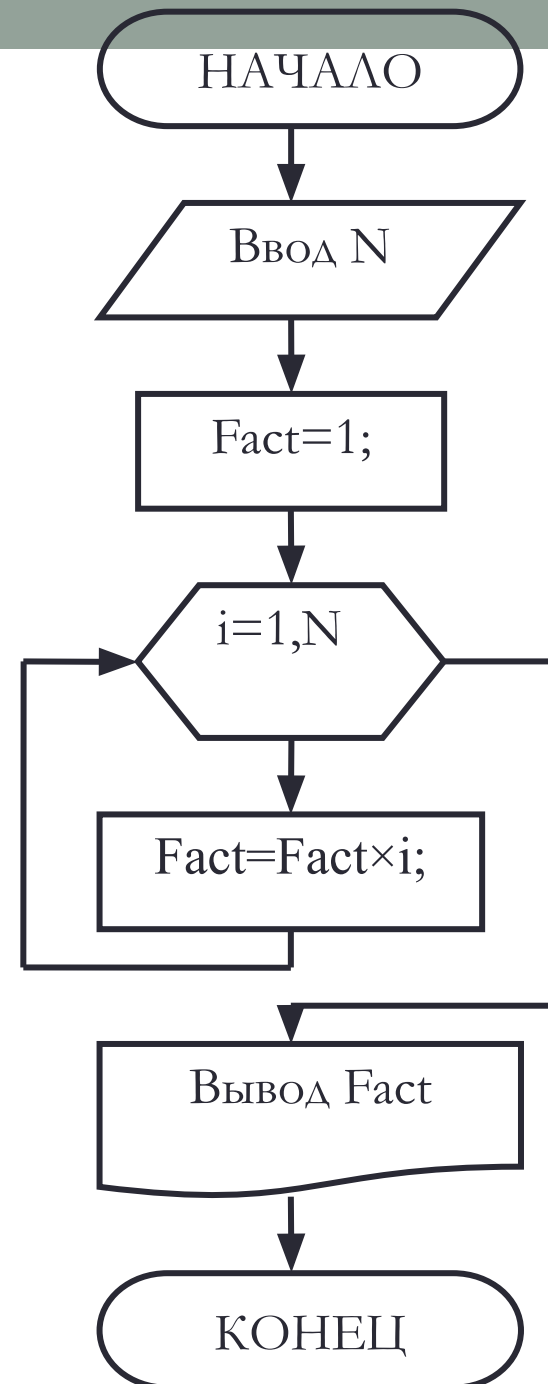 НАЧАЛО
Ввод N
Fact=1;
i=1,N
Fact=Fact×i;
Вывод Fact
КОНЕЦ